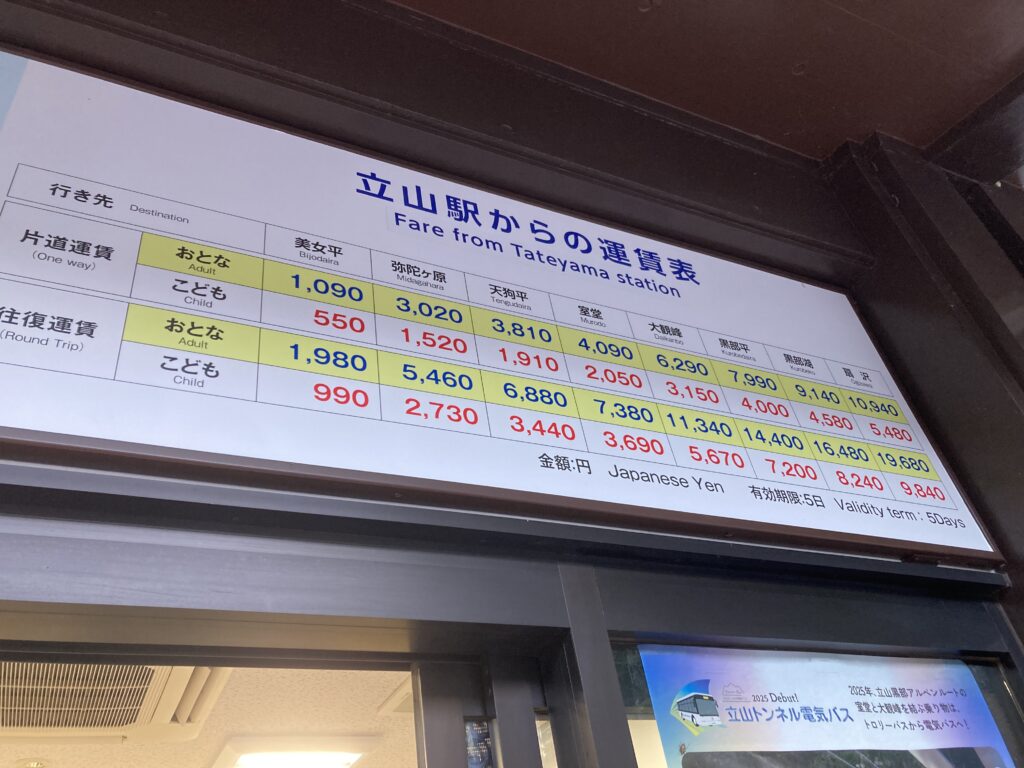 立山駅からの運賃表
Fare from Tateyama station
行き先 Destination 美女平 弥陀ヶ原 天狗平 室堂 大観峰 黒部平 黒部湖 扇沢
Bijodaira Midagahara Tengudaira Murodo Daikanbo Kurobedaira
片道運賃 (One way) おとな Adult 1,090 3,020 3,810 4,090 6,290 7,990 9,140 10,940
こども Child 550 1,520 1,910 2,050 3,150 4,000 4,580 5,480
往復運賃 (Round Trip) おとな Adult 1,980 5,460 6,880 7,380 11,340 14,400 16,480 19,680
こども Child 990 2,730 3,440 3,690 5,670 7,200 8,240 9,840
金額:円 Japanese Yen 有効期限:5日 Validity term : 5Days
2025 Debut!
立山トンネル電気バス
2025年、立山黒部アルペンルートの
室堂と大観峰を結ぶ乗り物は、
トロリーバスから電気バスへ!